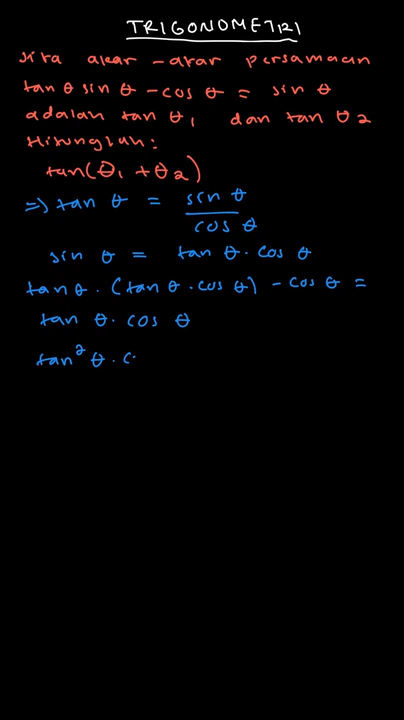 TRIGONOMETRI
Jika akar-akar persamaan
tan θ sin θ - cos θ = sin θ
adalah tan θ₁ dan tan θ₂
Hitunglah:
tan(θ₁ + θ₂)
=> tan θ = sin θ / cos θ
sin θ = tan θ · cos θ
tan θ · (tan θ · cos θ) - cos θ =
tan θ · cos θ
tan² θ · c